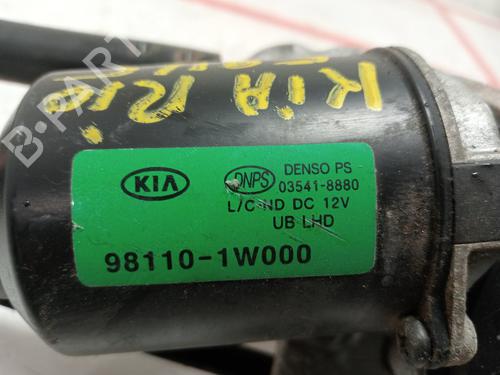 KIA RIO
KIA
DNPS
DENSO PS
03541-8880
L/C-ND DC 12V
UB LHD
98110-1W000
B-PARTS